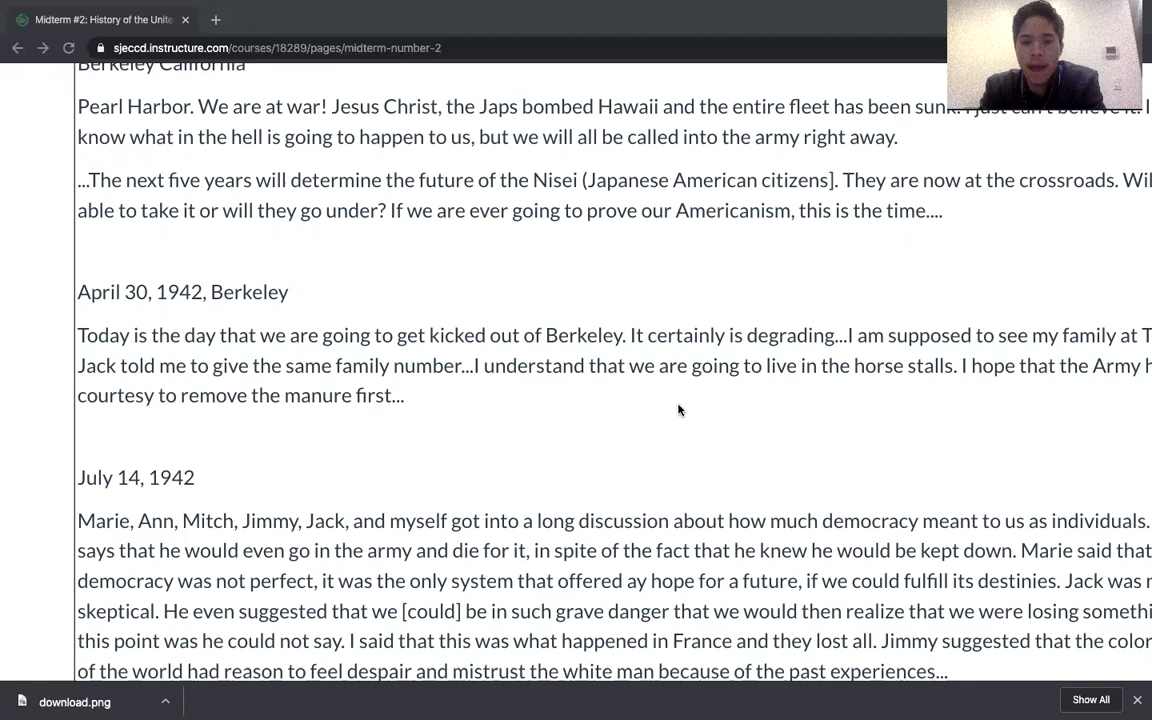 Midterm #2: History of the Unite
sjeccd.instructure.com/courses/18289/pages/midterm-number-2
Berkeley California
Pearl Harbor. We are at war! Jesus Christ, the Japs bombed Hawaii and the entire fleet has been sunk. I just can't believe it. I
know what in the hell is going to happen to us, but we will all be called into the army right away.
...The next five years will determine the future of the Nisei (Japanese American citizens]. They are now at the crossroads. Wil
able to take it or will they go under? If we are ever going to prove our Americanism, this is the time....
April 30, 1942, Berkeley
Today is the day that we are going to get kicked out of Berkeley. It certainly is degrading...I am supposed to see my family at T
Jack told me to give the same family number...I understand that we are going to live in the horse stalls. I hope that the Army h
courtesy to remove the manure first...
July 14, 1942
Marie, Ann, Mitch, Jimmy, Jack, and myself got into a long discussion about how much democracy meant to us as individuals.
says that he would even go in the army and die for it, in spite of the fact that he knew he would be kept down. Marie said that
democracy was not perfect, it was the only system that offered ay hope for a future, if we could fulfill its destinies. Jack was
skeptical. He even suggested that we [could] be in such grave danger that we would then realize that we were losing somethi
this point was he could not say. I said that this was what happened in France and they lost all. Jimmy suggested that the color
of the world had reason to feel despair and mistrust the white man because of the past experiences...
download.png
Show All